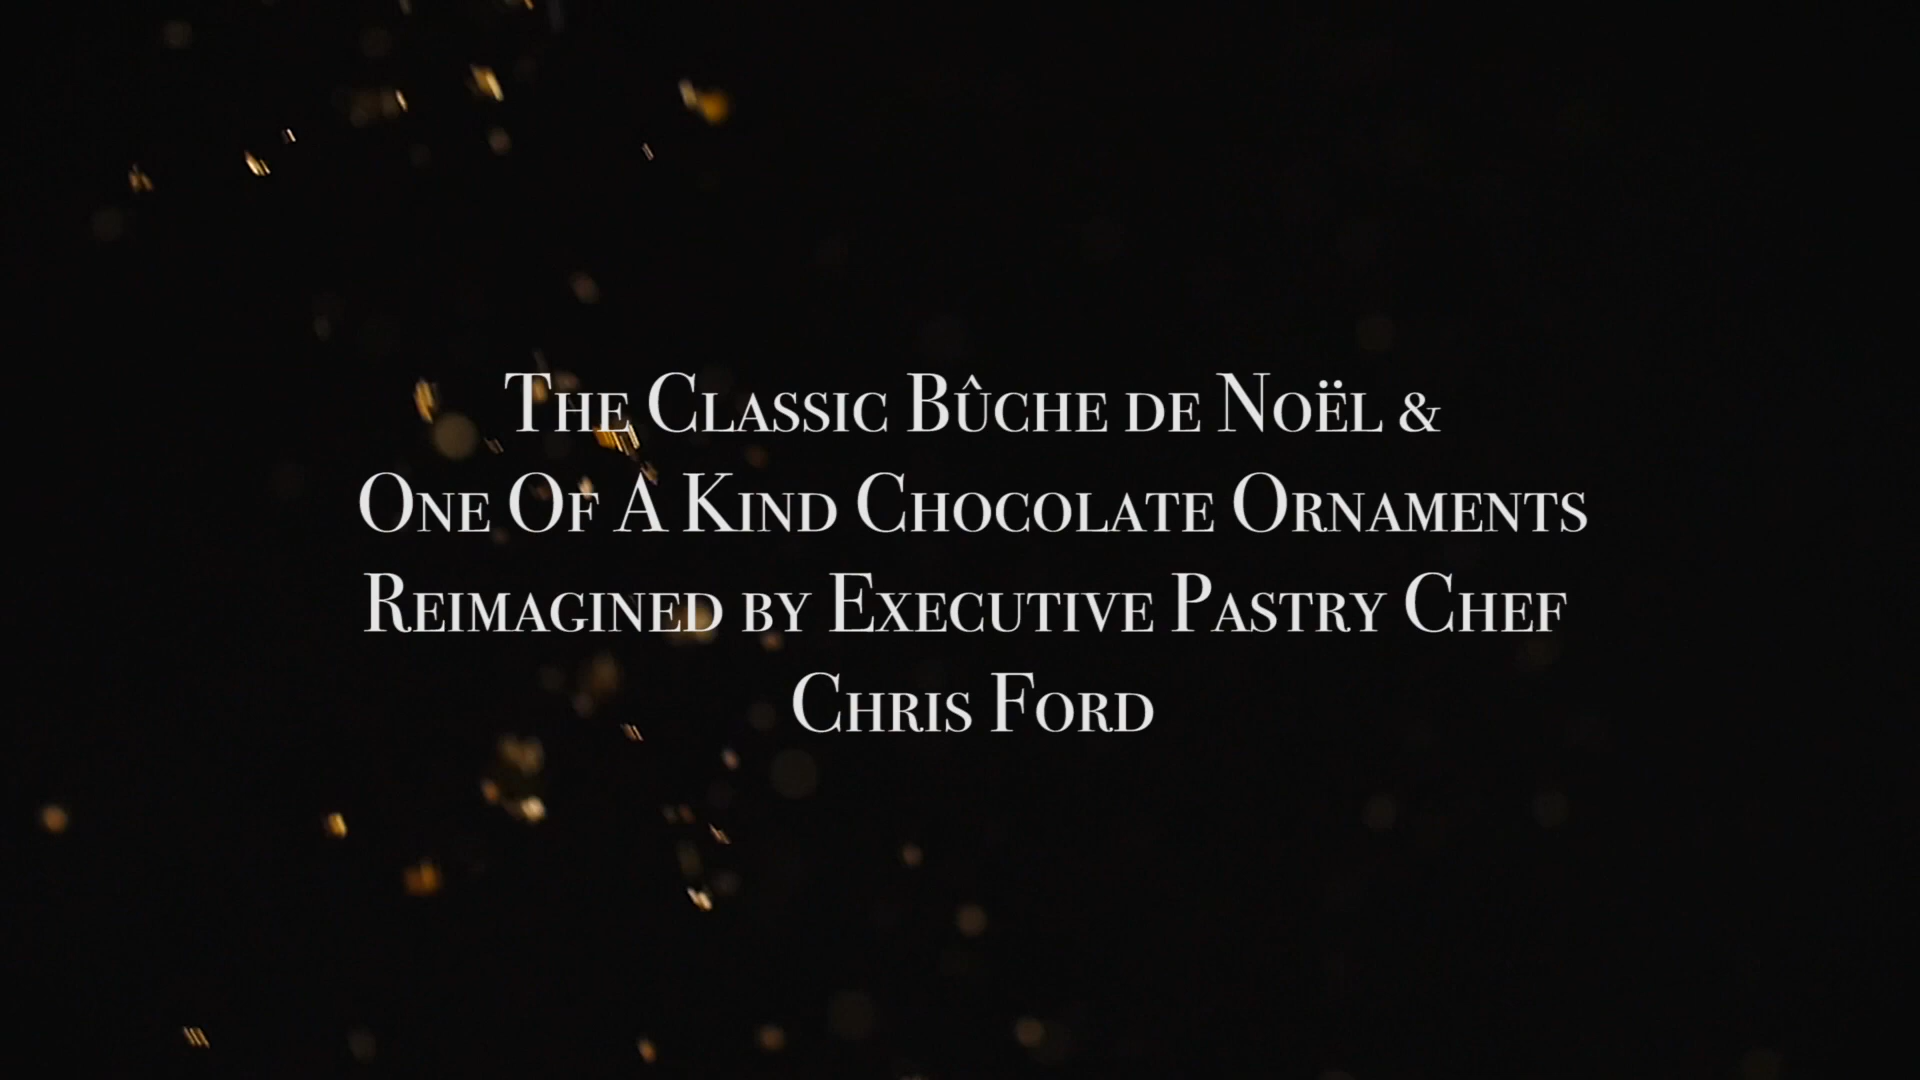 The Classic Bûche de Noël &
One Of A Kind Chocolate Ornaments
Reimagined by Executive Pastry Chef
Chris Ford